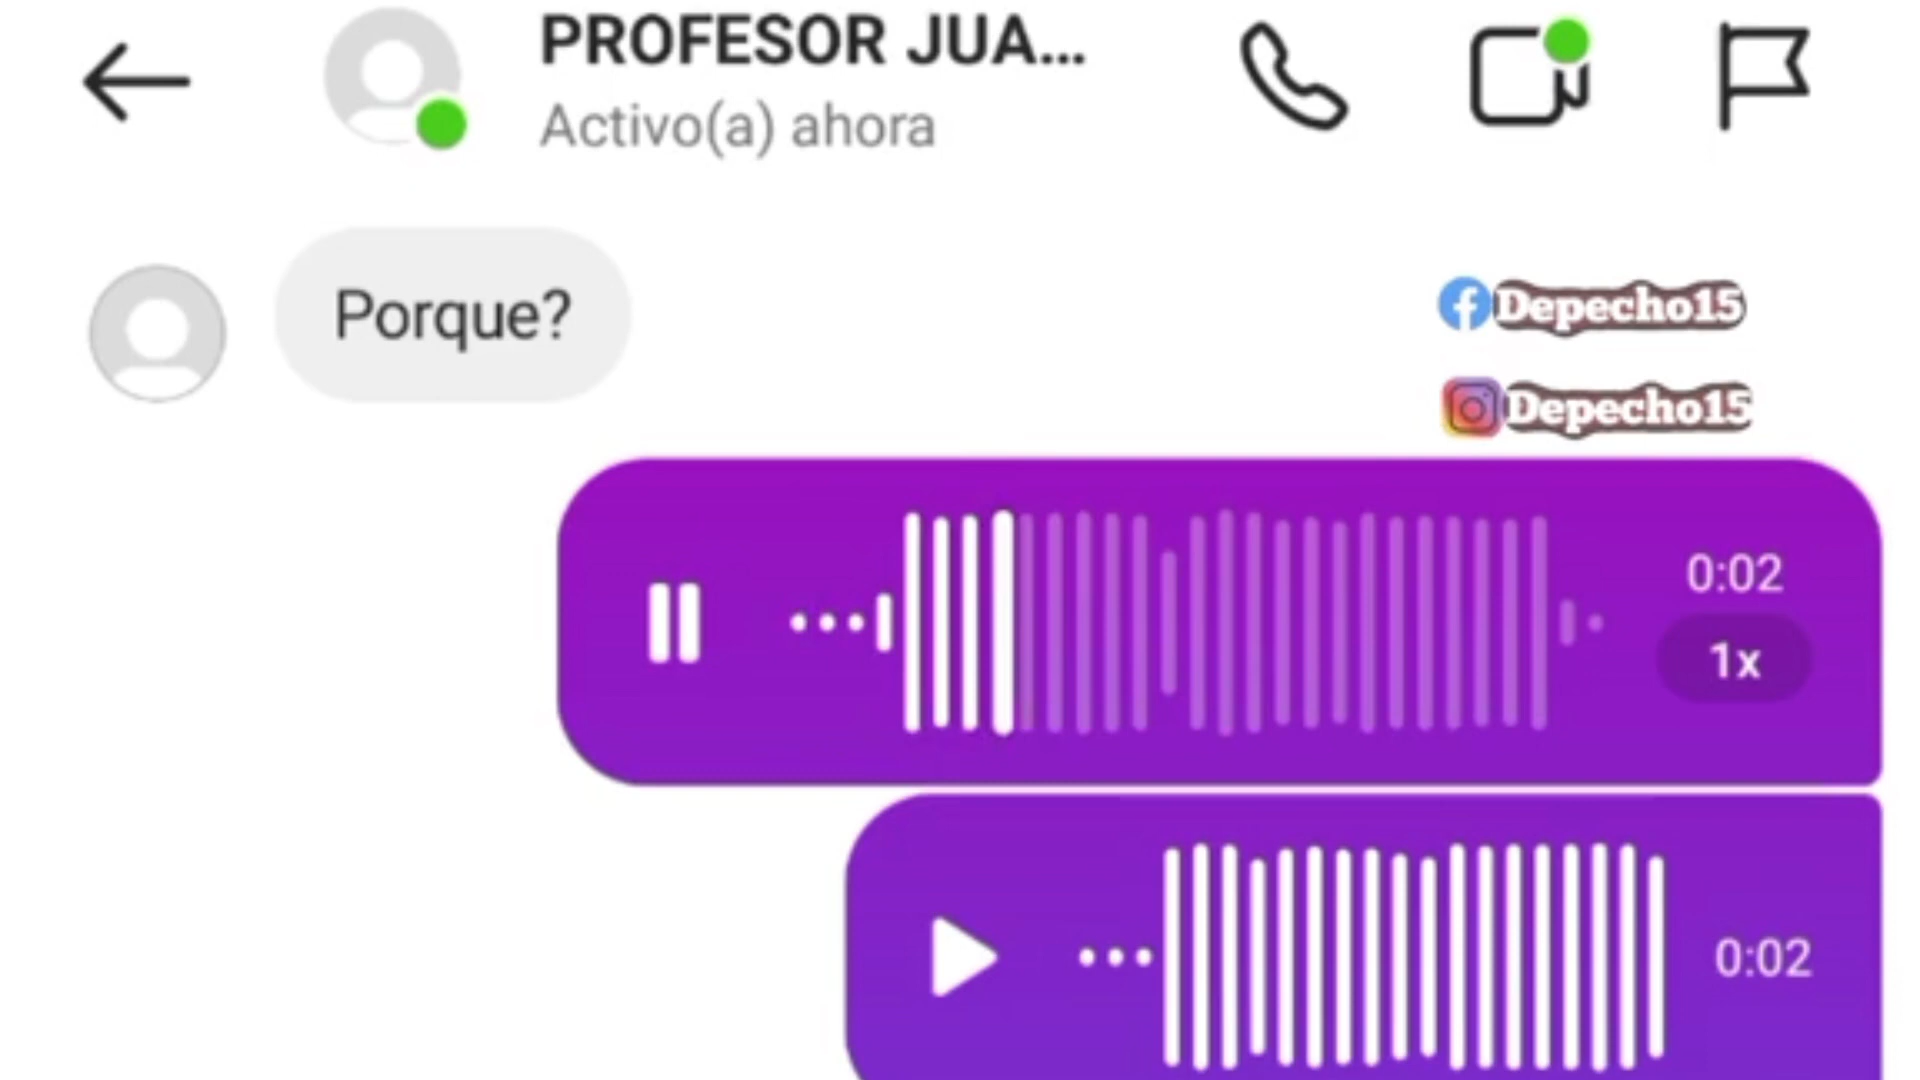 PROFESOR JUA...
Activo(a) ahora
Porque?
Depecho15
Depecho15
0:02
1x
0:02